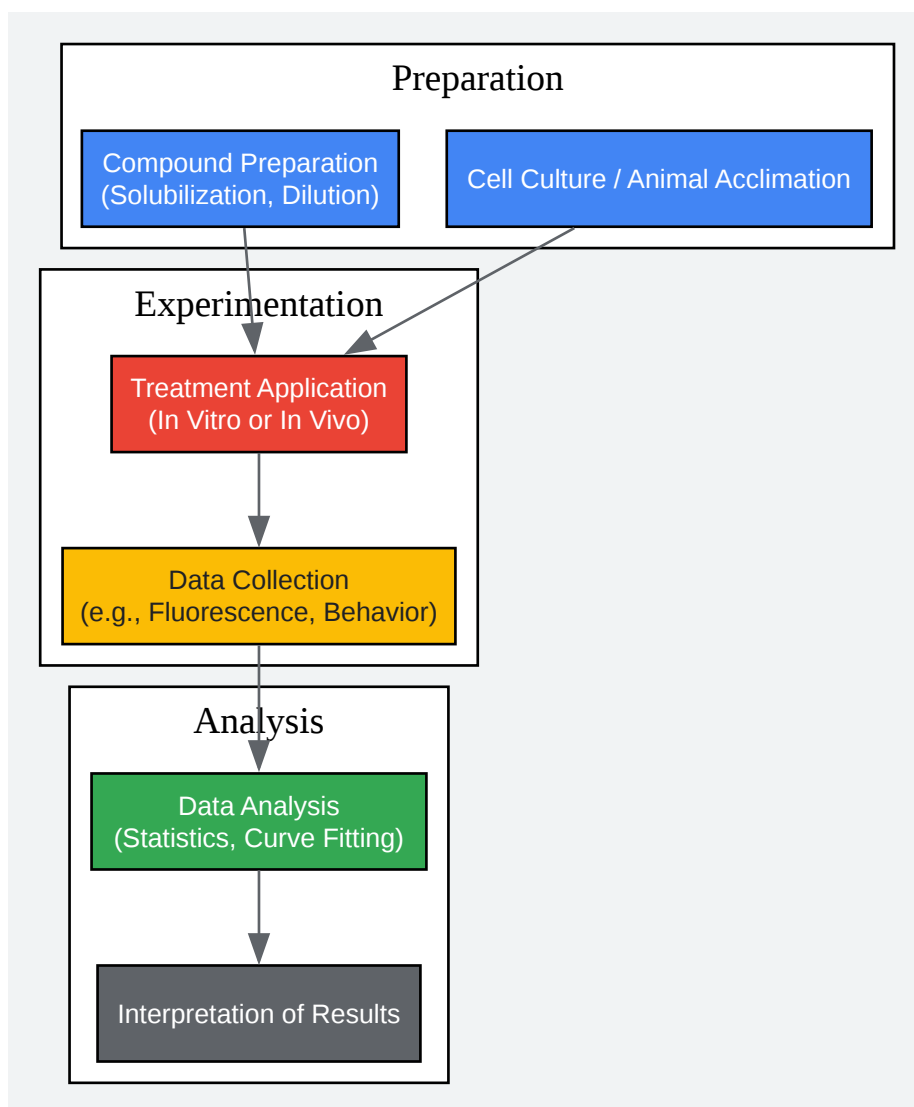 Preparation
Compound Preparation
(Solubilization, Dilution)
Cell Culture / Animal Acclimation
Experimentation
Treatment Application
(In Vitro or In Vivo)
Data Collection
(e.g., Fluorescence, Behavior)
Analysis
Data Analysis
(Statistics, Curve Fitting)
Interpretation of Results